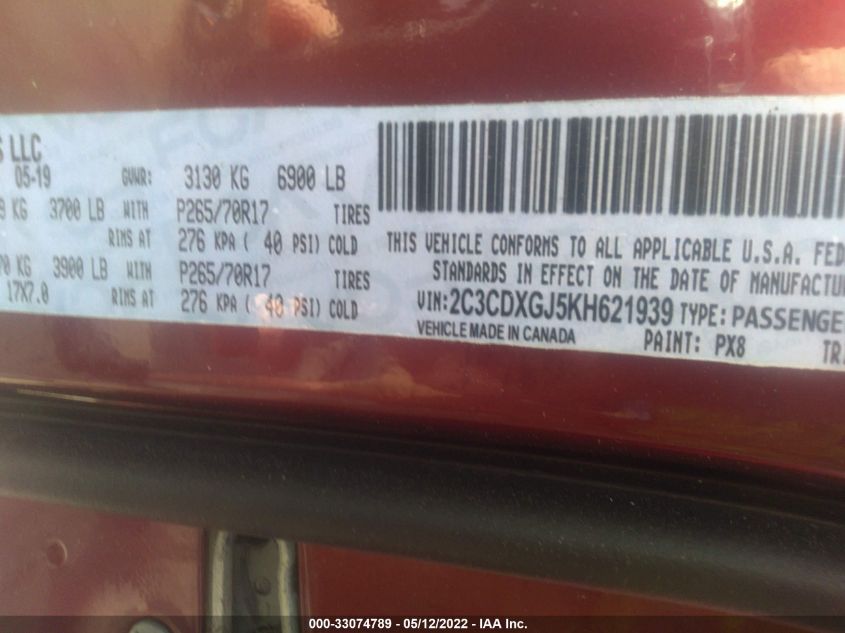 S LLC
05-19 GVWR: 3130 KG 6900 LB
KG 3700 LB WITH P265/70R17 TIRES
RIMS AT 276 KPA ( 40 PSI) COLD
KG 3900 LB WITH P265/70R17 TIRES
17X7.0 RIMS AT 276 KPA ( 40 PSI) COLD
THIS VEHICLE CONFORMS TO ALL APPLICABLE U.S.A. FED
STANDARDS IN EFFECT ON THE DATE OF MANUFACTU
VIN: 2C3CDXGJ5KH621939 TYPE: PASSENGE
VEHICLE MADE IN CANADA PAINT: PX8 TR
000-33074789 - 05/12/2022 - IAA Inc.